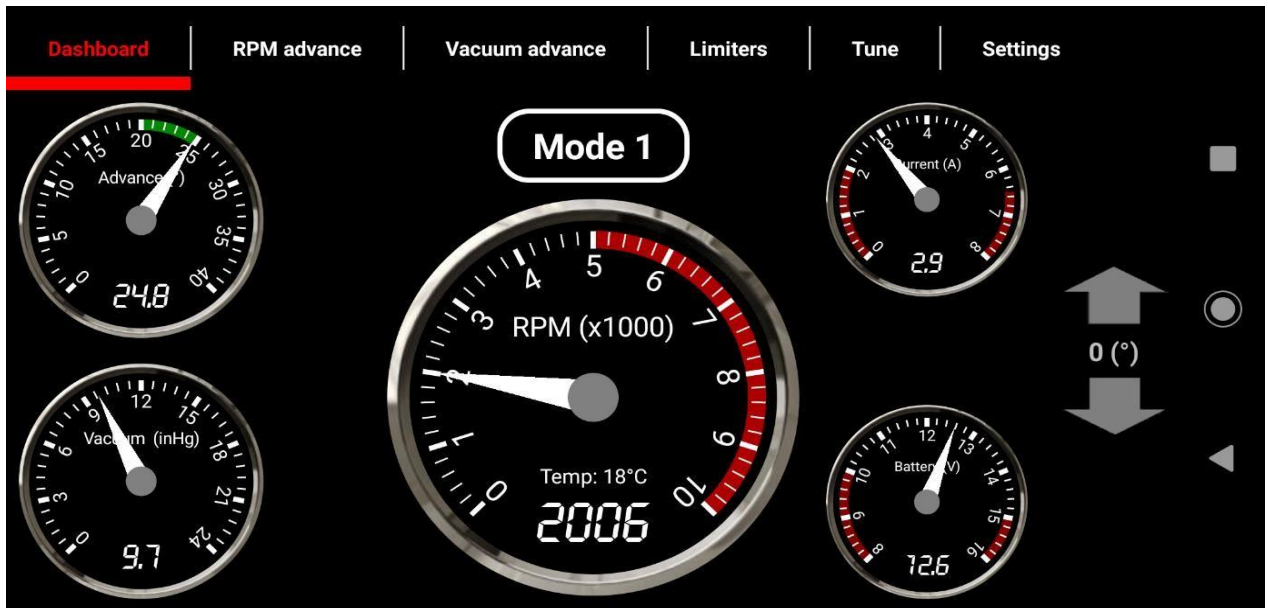 Dashboard
RPM advance
Vacuum advance
Limiters
Tune
Settings
Mode 1
0 5 10 15 20 25 30 35 40
Advance (°)
24.8
0 1 2 3 4 5 6 7 8
Current (A)
2.9
0 1 2 3 4 5 6 7 8 9 10
RPM (x1000)
Temp: 18°C
2006
0 (°)
0 3 6 9 12 15 18 21 24
Vacuum (inHg)
9.7
8 9 10 11 12 13 14 15 16
Battery (V)
12.6